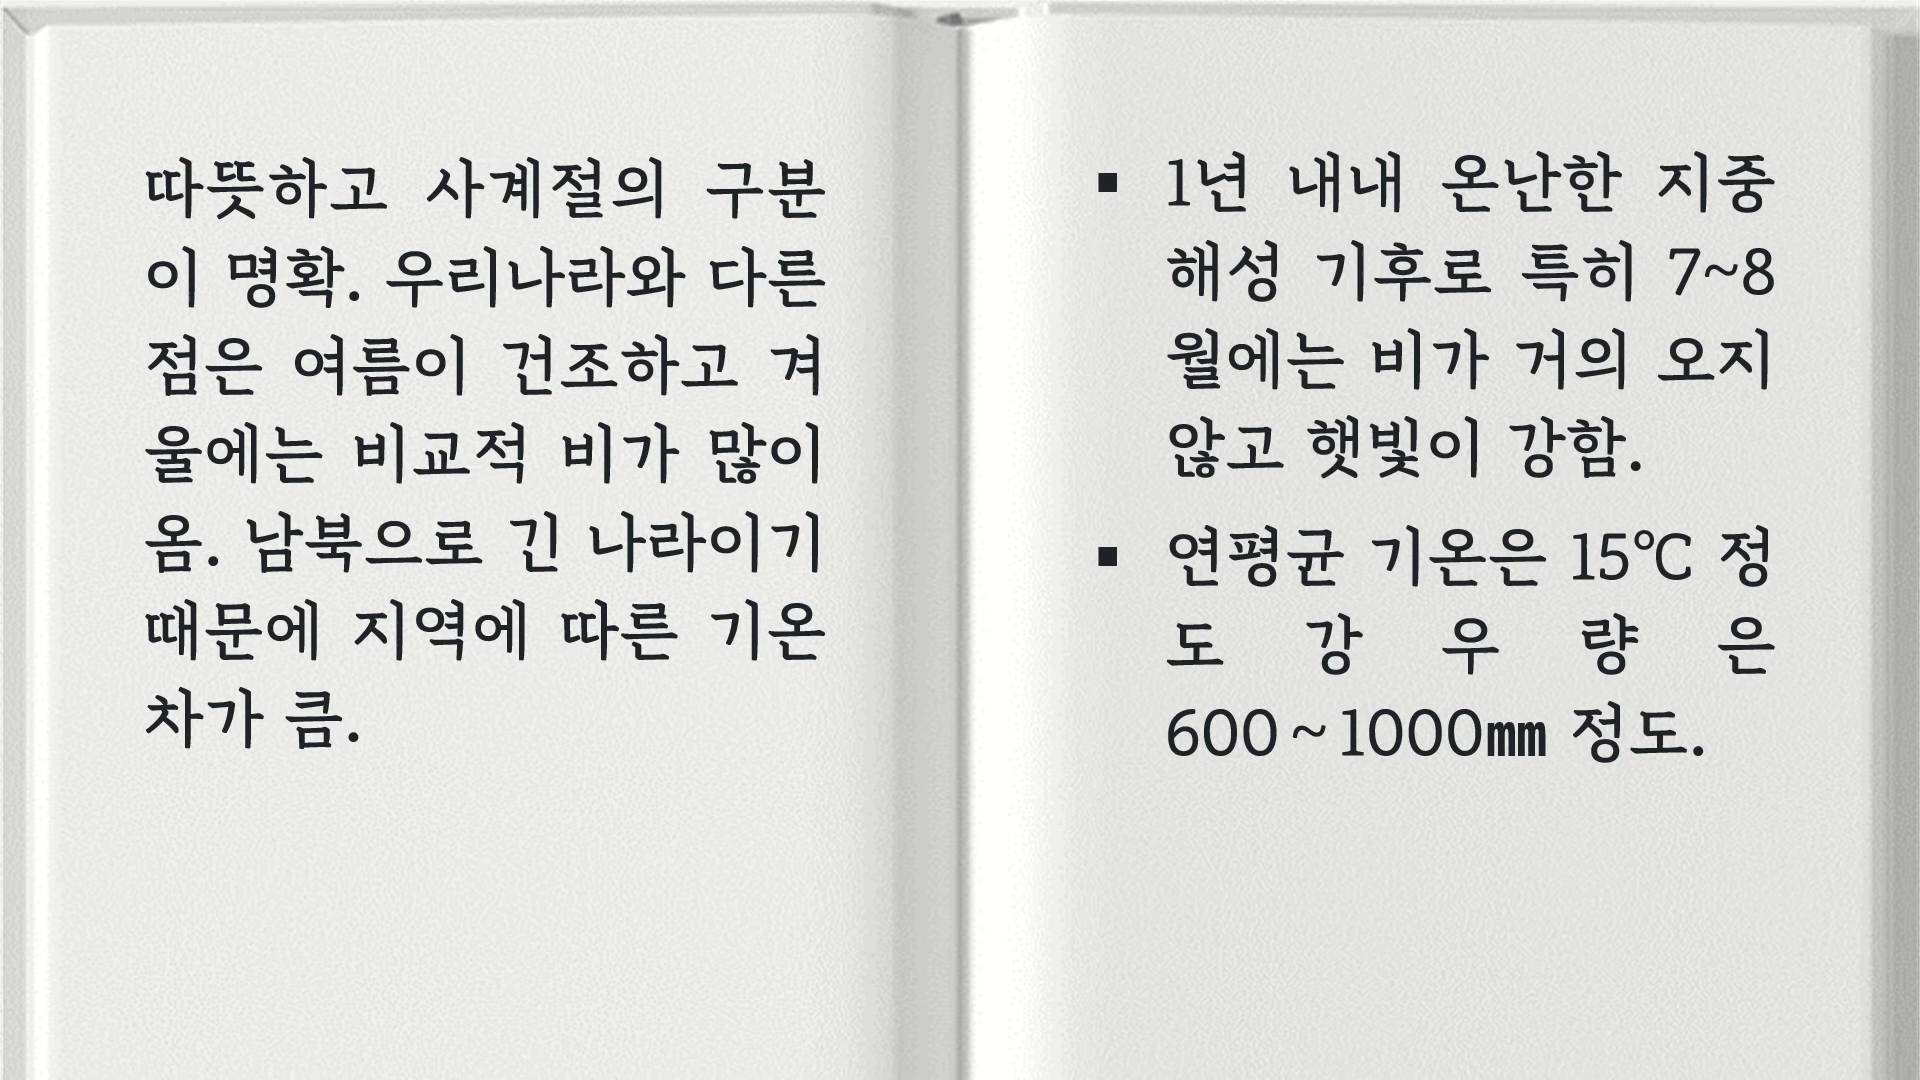 따뜻하고 사계절의 구분
이 명확. 우리나라와 다른
점은 여름이 건조하고 겨
울에는 비교적 비가 많이
옴. 남북으로 긴 나라이기
때문에 지역에 따른 기온
차가 큼.
▪ 1년 내내 온난한 지중
해성 기후로 특히 7~8
월에는 비가 거의 오지
않고 햇빛이 강함.
▪ 연평균 기온은 15℃ 정
도 강 우 량 은
600~1000㎜ 정도.